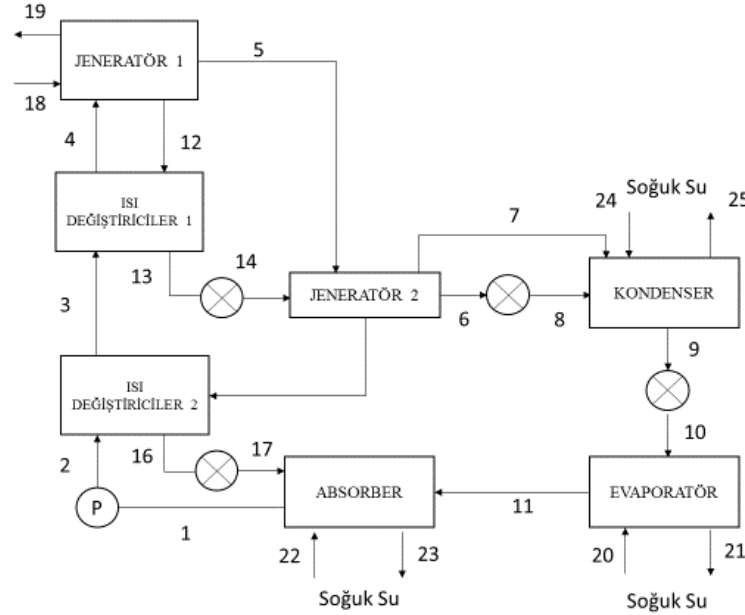 19
JENERATÖR 1
5
18
4
12
ISI
DEĞİŞTİRİCİLER 1
Soğuk Su
24
25
7
13
14
3
JENERATÖR 2
6
8
KONDENSER
9
ISI
DEĞİŞTİRİCİLER 2
10
2
16
17
P
ABSORBER
11
EVAPORATÖR
1
22
23
20
21
Soğuk Su
Soğuk Su